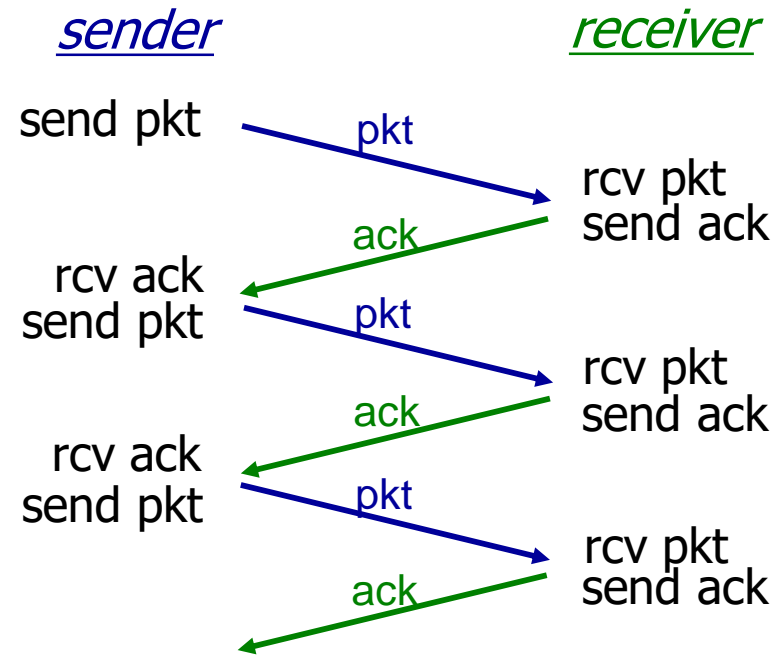 sender
receiver
send pkt
pkt
rcv pkt
send ack
ack
rcv ack
send pkt
pkt
rcv pkt
send ack
ack
rcv ack
send pkt
pkt
rcv pkt
send ack
ack